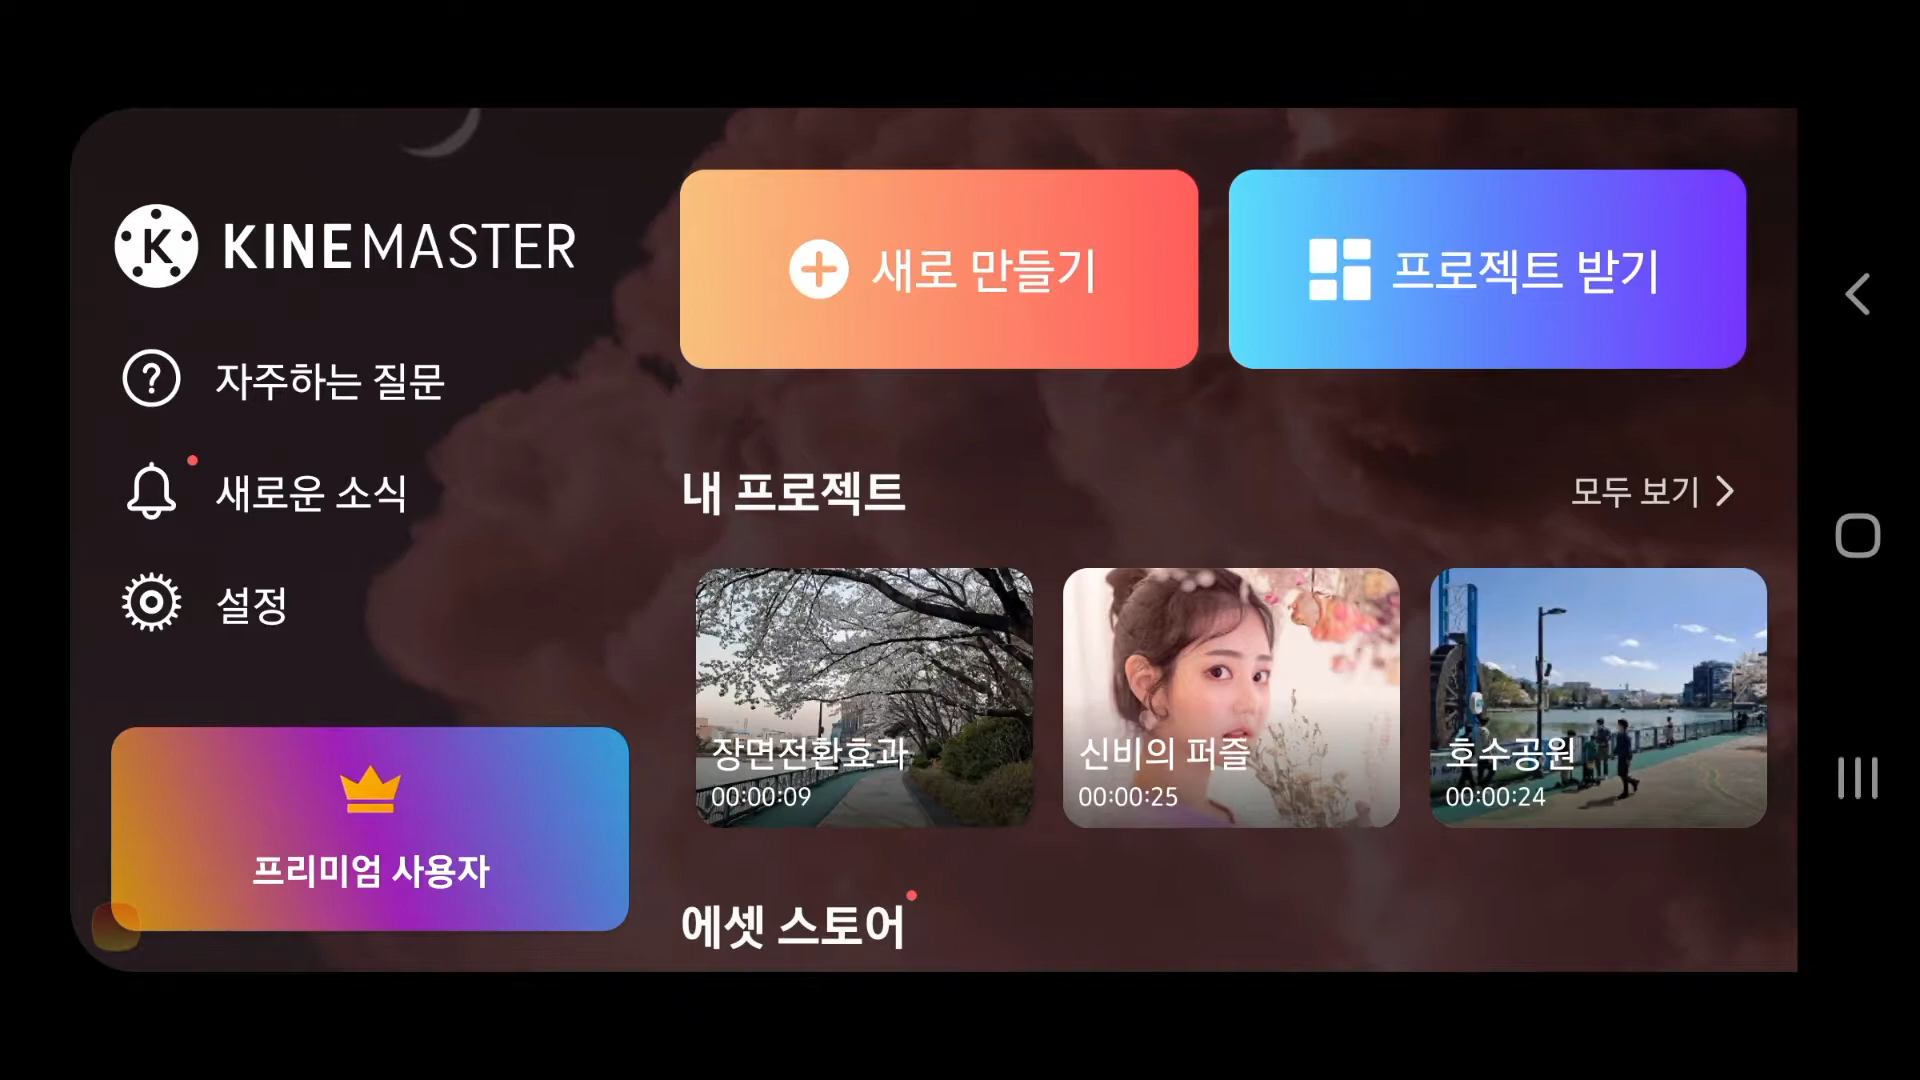 KINEMASTER
자주하는 질문
새로운 소식
설정
프리미엄 사용자
새로 만들기
프로젝트 받기
내 프로젝트
모두 보기
장면전환효과
00:00:09
신비의 퍼즐
00:00:25
호수공원
00:00:24
에셋 스토어